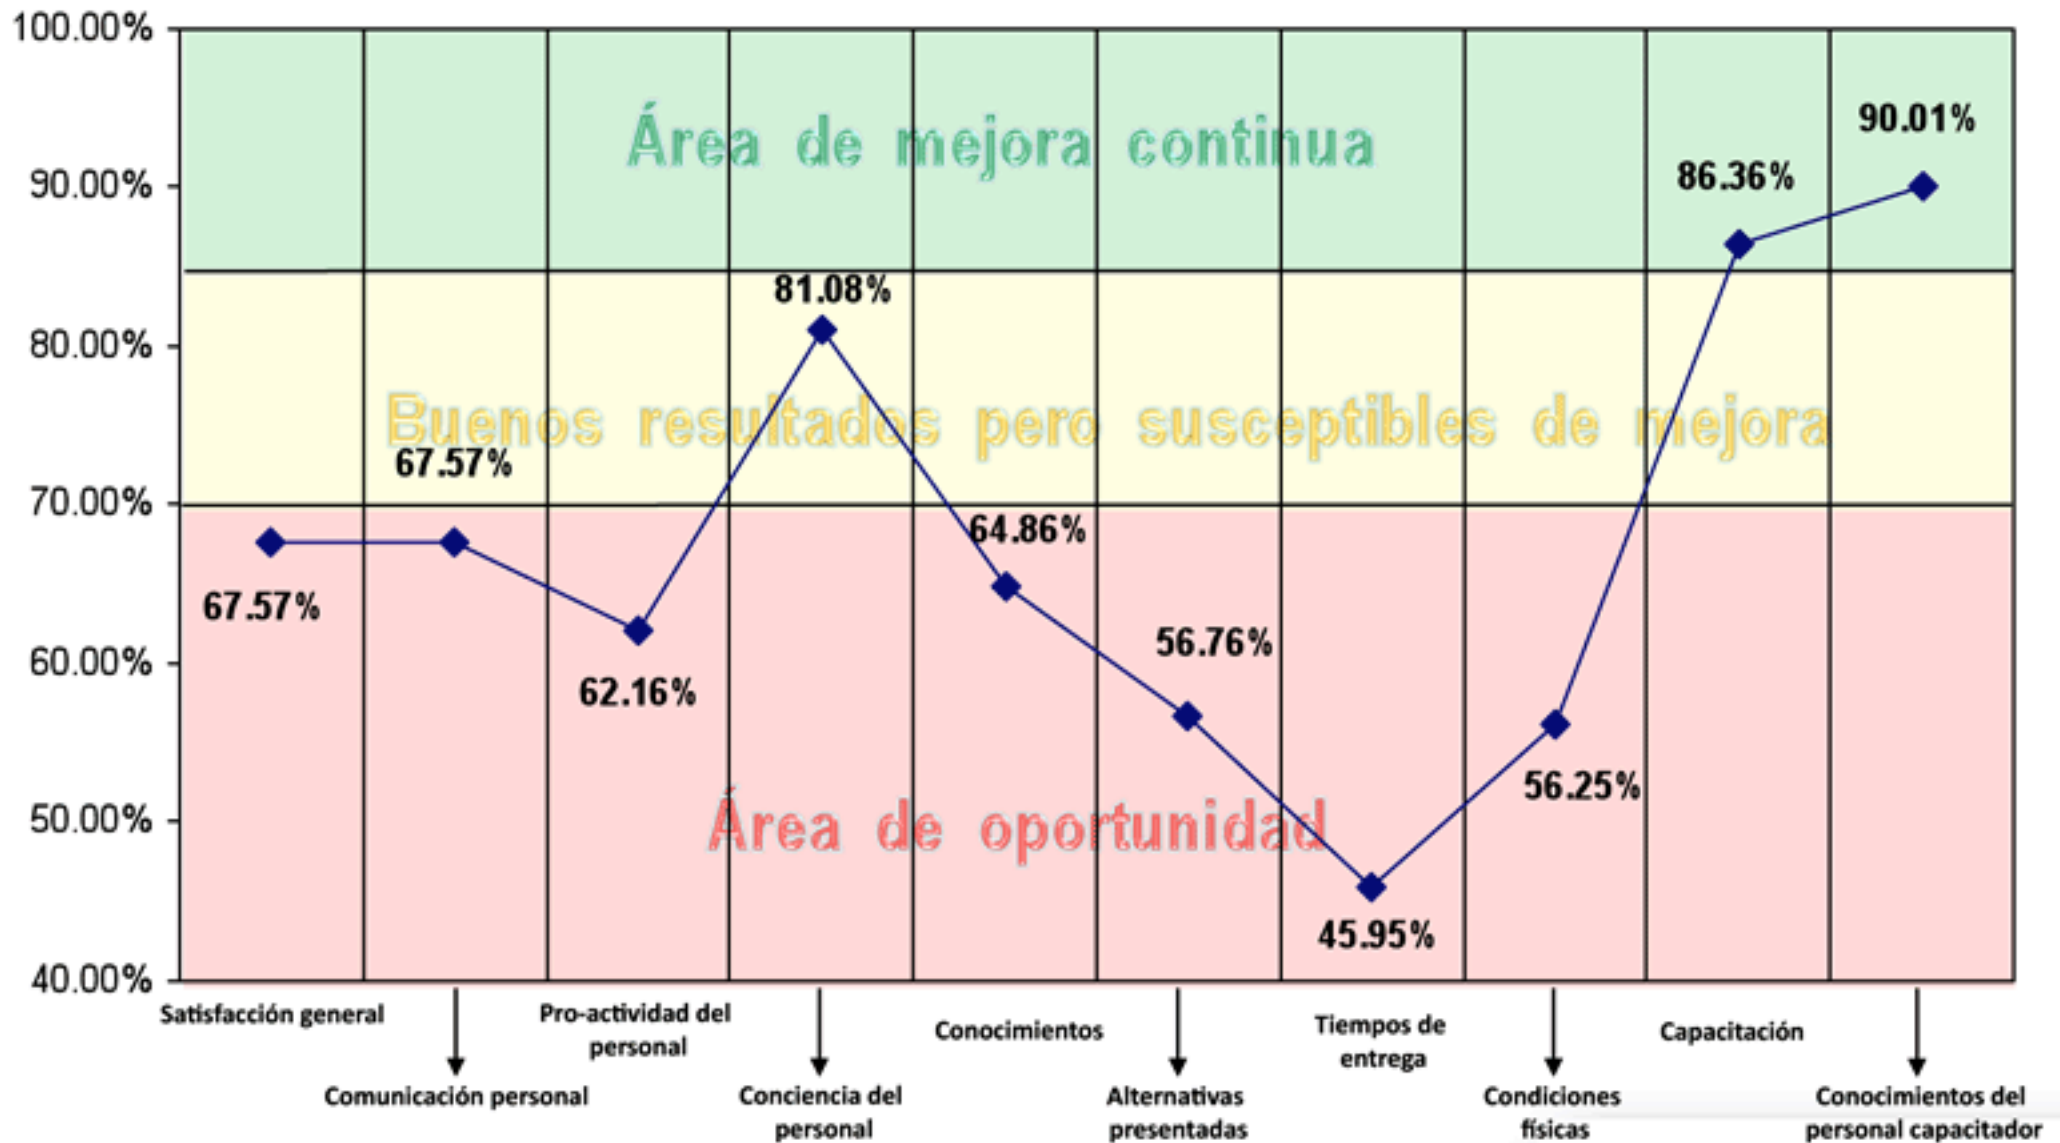 100.00%
90.00%
80.00%
70.00%
60.00%
50.00%
40.00%
Área de mejora continua
Buenos resultados pero susceptibles de mejora
Área de oportunidad
67.57%
67.57%
62.16%
81.08%
64.86%
56.76%
45.95%
56.25%
86.36%
90.01%
Satisfacción general
Comunicación personal
Pro-actividad del
personal
Conciencia del
personal
Conocimientos
Alternativas
presentadas
Tiempos de
entrega
Condiciones
físicas
Capacitación
Conocimientos del
personal capacitador